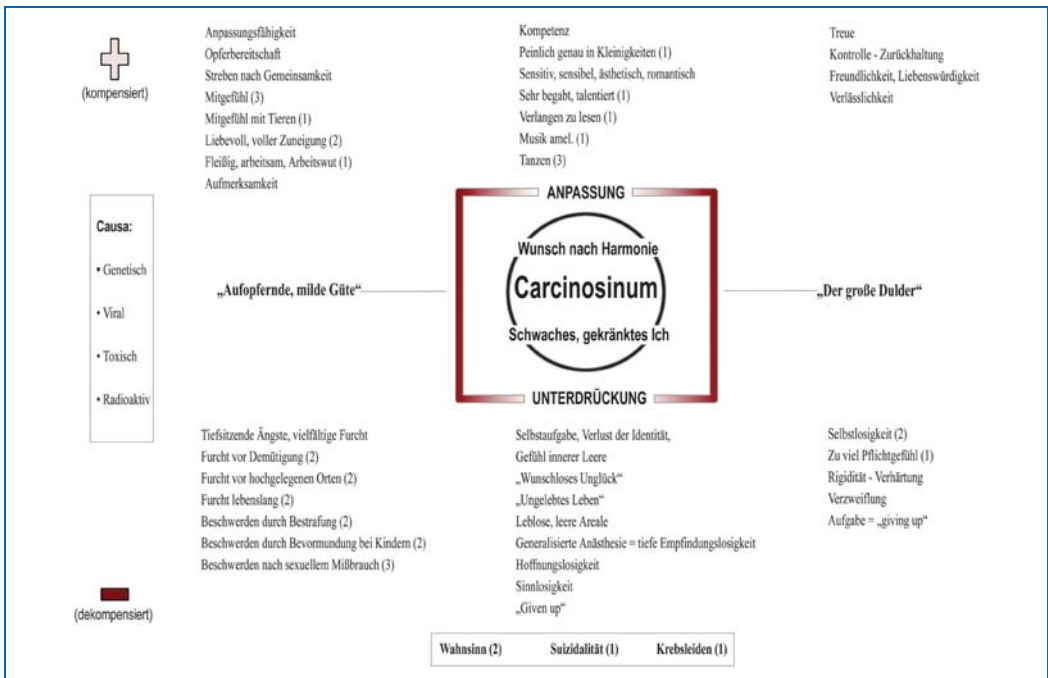 (kompensiert)
Anpassungsfähigkeit
Opferbereitschaft
Streben nach Gemeinsamkeit
Mitgefühl (3)
Mitgefühl mit Tieren (1)
Liebevoll, voller Zuneigung (2)
Fleißig, arbeitsam, Arbeitswut (1)
Aufmerksamkeit
Kompetenz
Peinlich genau in Kleinigkeiten (1)
Sensitiv, sensibel, ästhetisch, romantisch
Sehr begabt, talentiert (1)
Verlangen zu lesen (1)
Musik amel. (1)
Tanzen (3)
Treue
Kontrolle - Zurückhaltung
Freundlichkeit, Liebenswürdigkeit
Verlässlichkeit
Causa:
• Genetisch
• Viral
• Toxisch
• Radioaktiv
„Aufopfernde, milde Güte“
ANPASSUNG
Wunsch nach Harmonie
Carcinosinum
Schwaches, gekränktes Ich
UNTERDRÜCKUNG
„Der große Dulder“
Tiefsitzende Ängste, vielfältige Furcht
Furcht vor Demütigung (2)
Furcht vor hochgelegenen Orten (2)
Furcht lebenslang (2)
Beschwerden durch Bestrafung (2)
Beschwerden durch Bevormundung bei Kindern (2)
Beschwerden nach sexuellem Mißbrauch (3)
Selbstaufgabe, Verlust der Identität,
Gefühl innerer Leere
„Wunschloses Unglück“
„Ungelebtes Leben“
Leblose, leere Areale
Generalisierte Anästhesie = tiefe Empfindungslosigkeit
Hoffnungslosigkeit
Sinnlosigkeit
„Given up“
Selbstlosigkeit (2)
Zu viel Pflichtgefühl (1)
Rigidität - Verhärtung
Verzweiflung
Aufgabe = „giving up“
(dekompensiert)
Wahnsinn (2) Suizidalität (1) Krebsleiden (1)